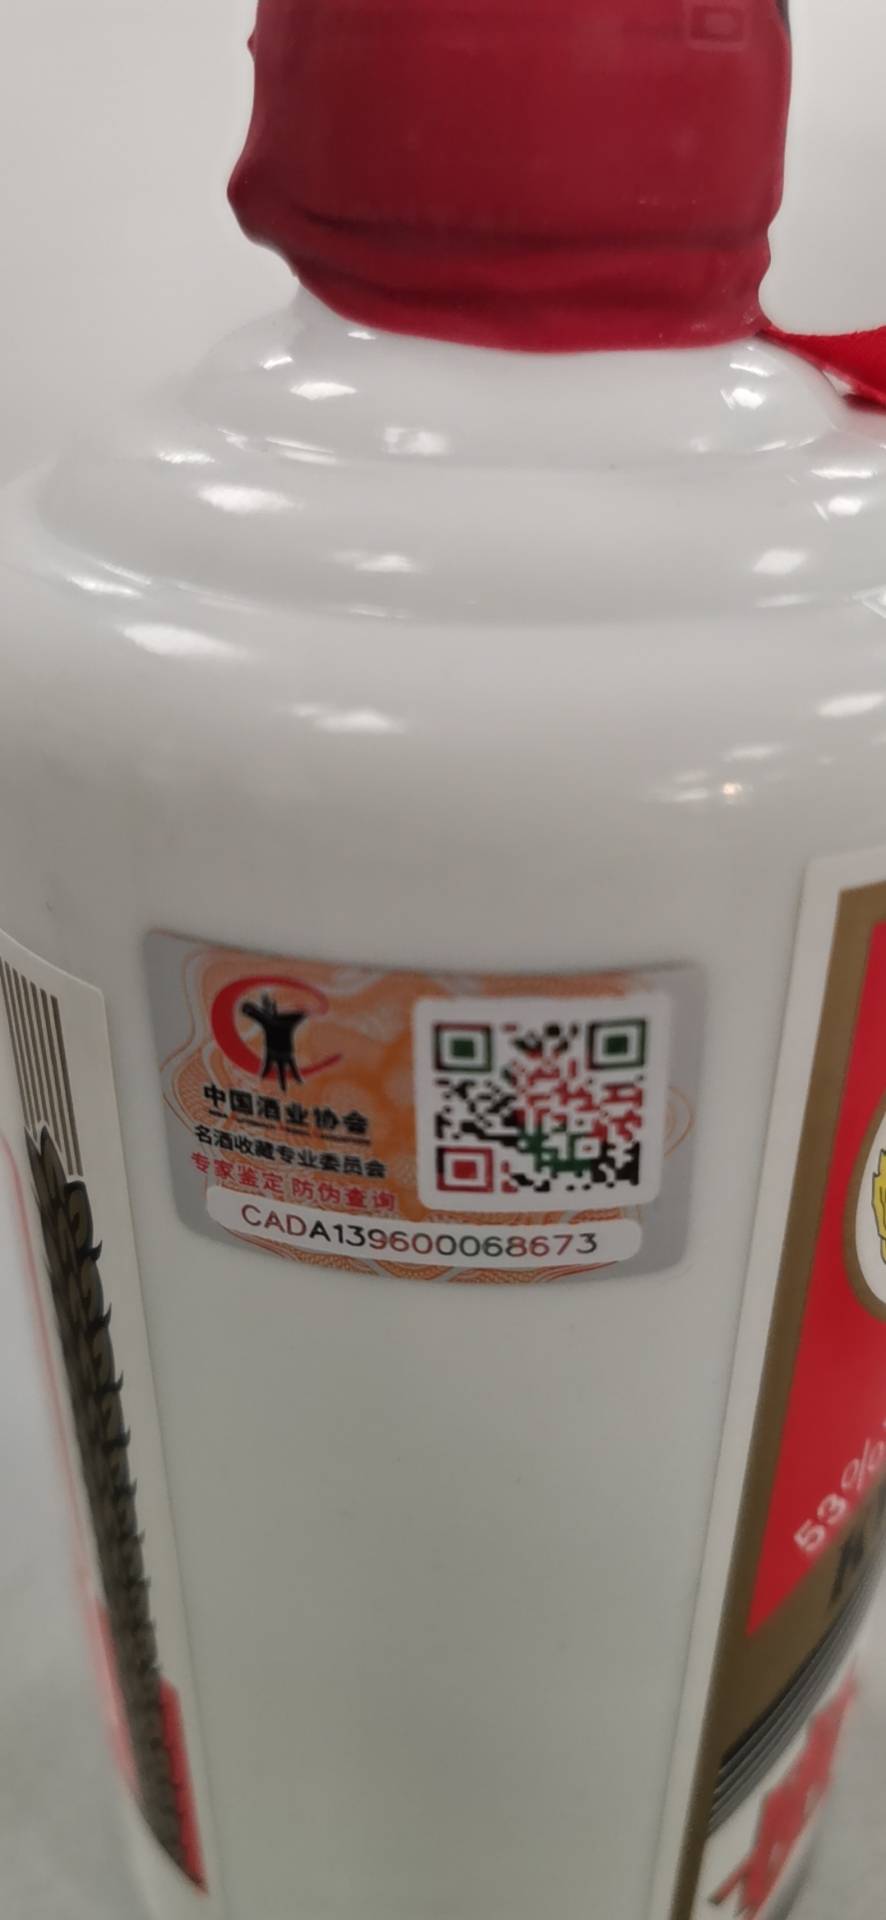 中国酒业协会
名酒收藏专业委员会
专家鉴定 防伪查询
CADA139600068673
53%